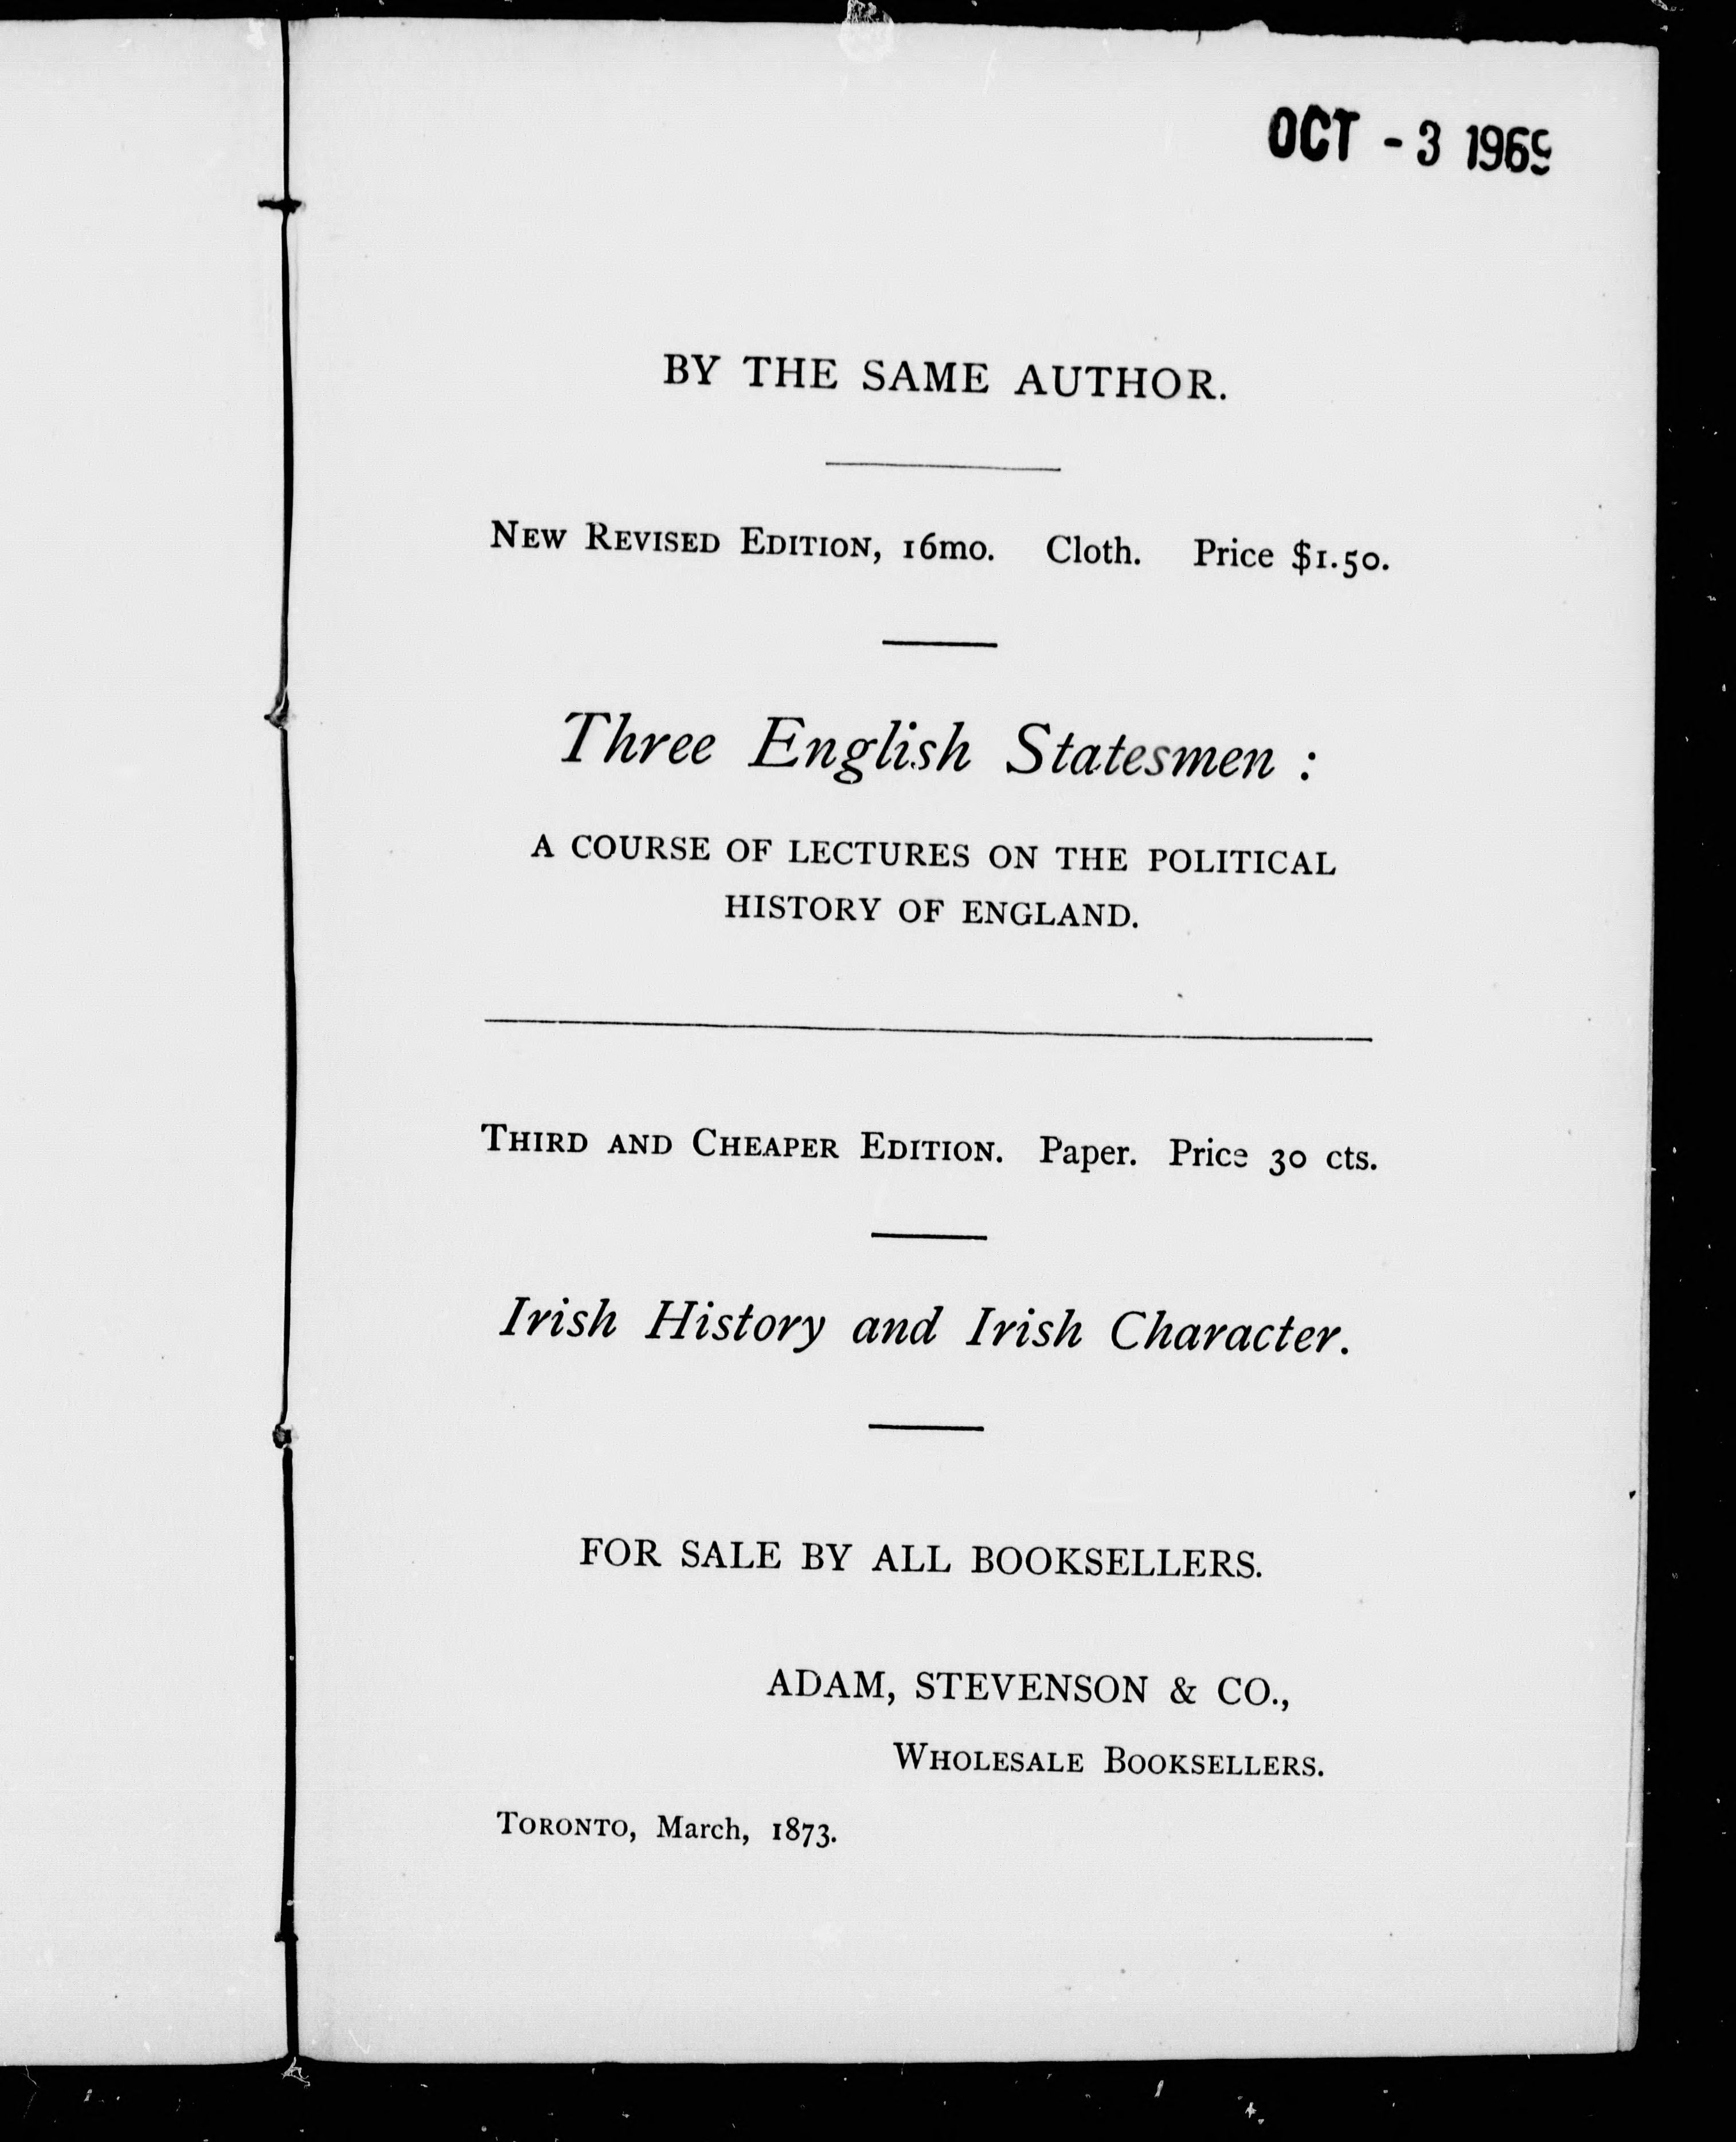 OCT - 3 1969
BY THE SAME AUTHOR.
NEW REVISED EDITION, 16mo. Cloth. Price $1.50.
Three English Statesmen :
A COURSE OF LECTURES ON THE POLITICAL
HISTORY OF ENGLAND.
THIRD AND CHEAPER EDITION. Paper. Price 30 cts.
Irish History and Irish Character.
FOR SALE BY ALL BOOKSELLERS.
ADAM, STEVENSON & CO.,
WHOLESALE BOOKSELLERS.
TORONTO, March, 1873.